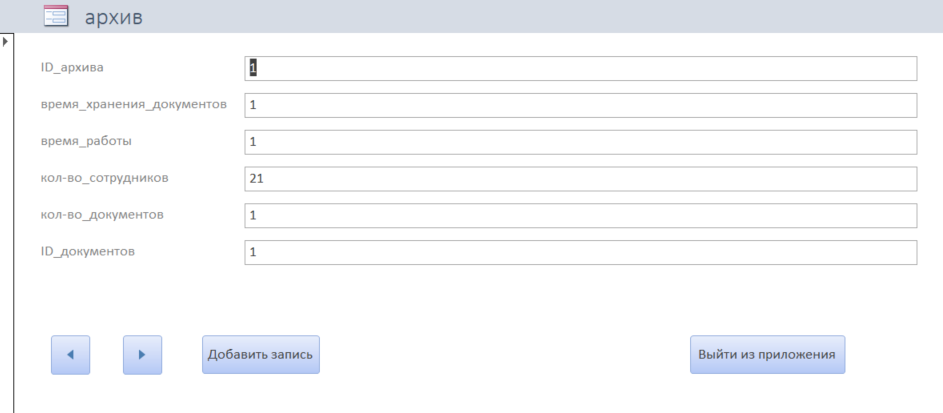 архив
ID_архива 1
время_хранения_документов 1
время_работы 1
кол-во_сотрудников 21
кол-во_документов 1
ID_документов 1
Добавить запись Выйти из приложения